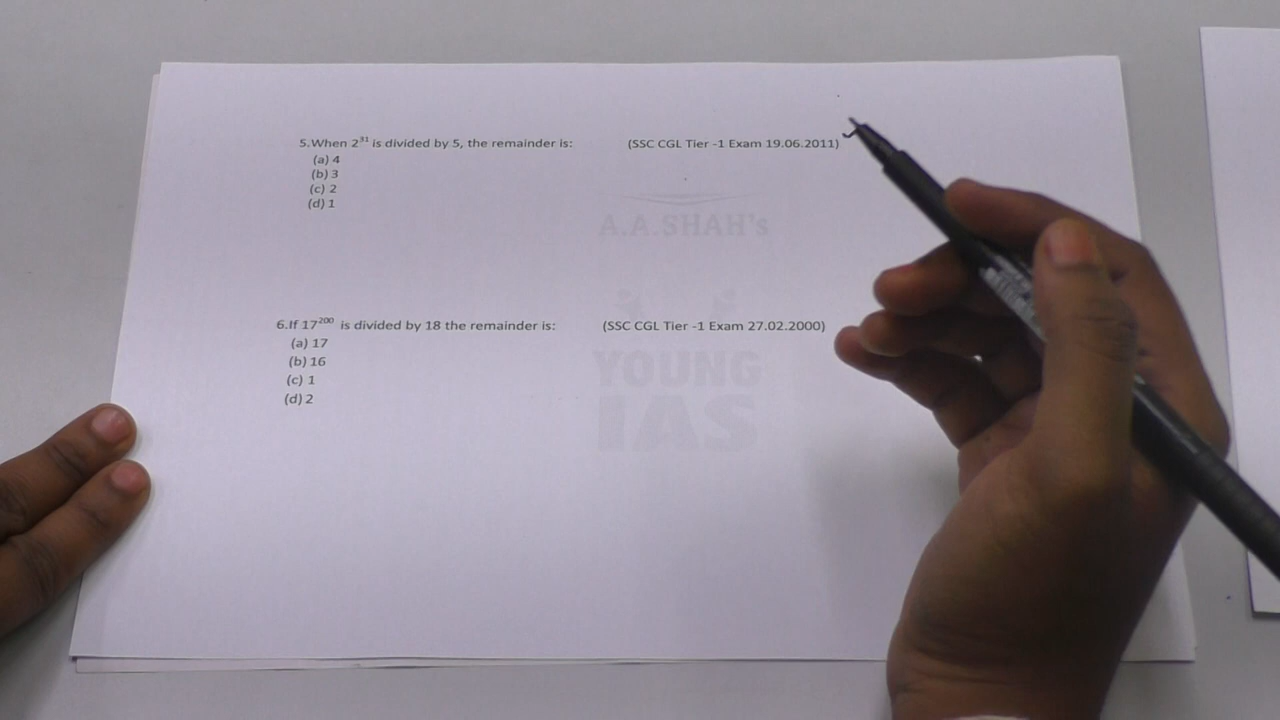 5.When 2³¹ is divided by 5, the remainder is: (SSC CGL Tier -1 Exam 19.06.2011)
(a) 4
(b) 3
(c) 2
(d) 1
A.A.SHAH's
6.If 17²⁰⁰ is divided by 18 the remainder is: (SSC CGL Tier -1 Exam 27.02.2000)
(a) 17
(b) 16
(c) 1
(d) 2
YOUNG
IAS